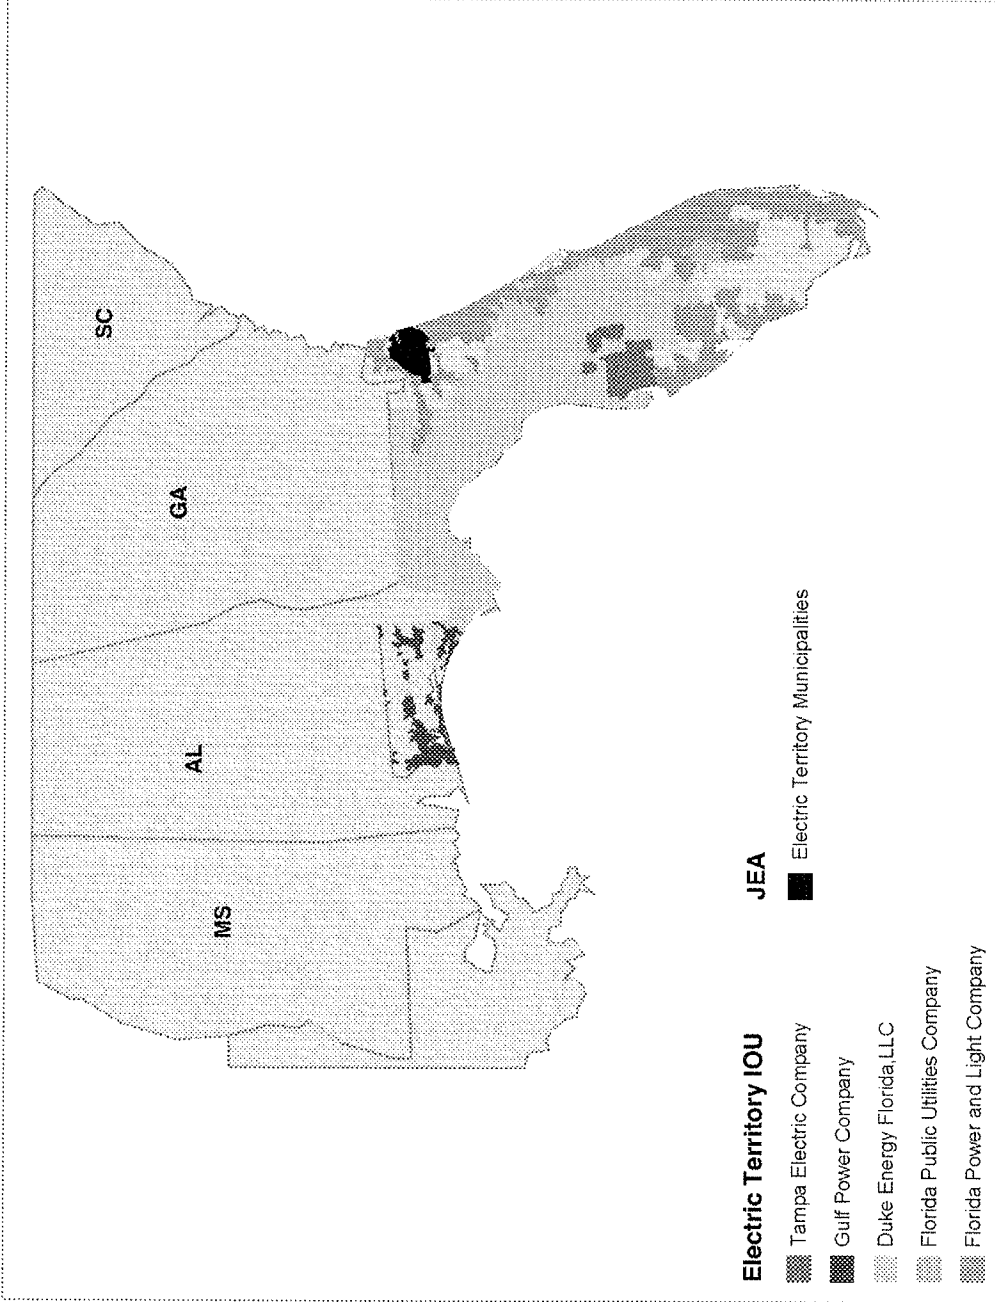 SC
GA
AL
MS
Electric Territory IOU
Tampa Electric Company
Gulf Power Company
Duke Energy Florida,LLC
Florida Public Utilities Company
Florida Power and Light Company
JEA
Electric Territory Municipalities